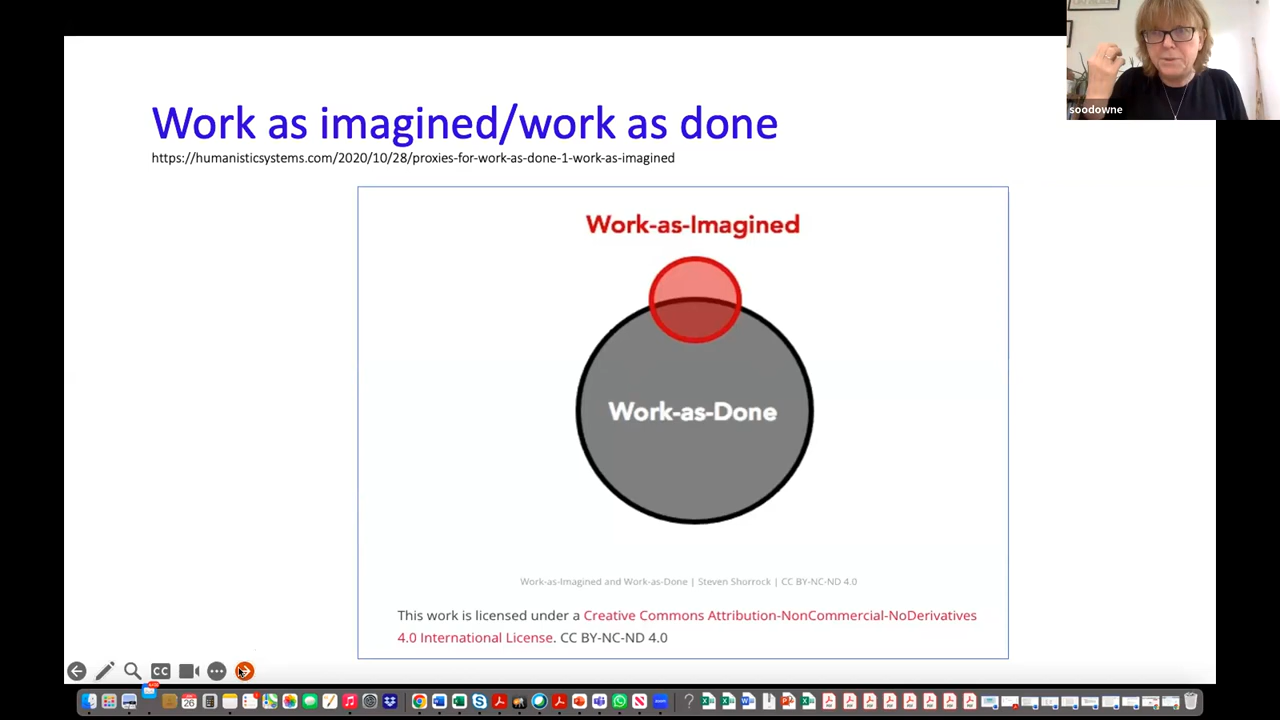 soodowne
Work as imagined/work as done
https://humanisticsystems.com/2020/10/28/proxies-for-work-as-done-1-work-as-imagined
Work-as-Imagined
Work-as-Done
Work-as-Imagined and Work-as-Done | Steven Shorrock | CC BY-NC-ND 4.0
This work is licensed under a Creative Commons Attribution-NonCommercial-NoDerivatives
4.0 International License. CC BY-NC-ND 4.0
CC
26